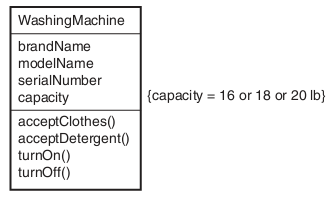 WashingMachine
brandName
modelName
serialNumber
capacity
{capacity = 16 or 18 or 20 lb}
acceptClothes()
acceptDetergent()
turnOn()
turnOff()